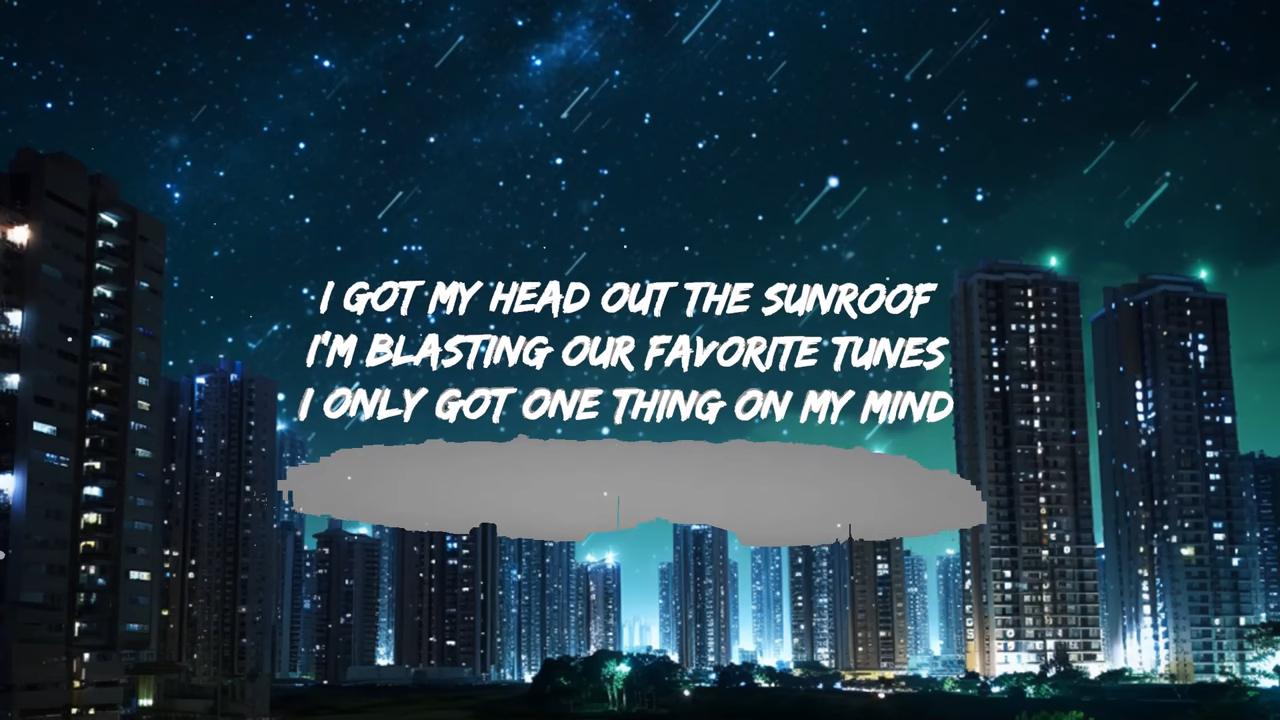 I GOT MY HEAD OUT THE SUNROOF
I'M BLASTING OUR FAVORITE TUNES
I ONLY GOT ONE THING ON MY MIND